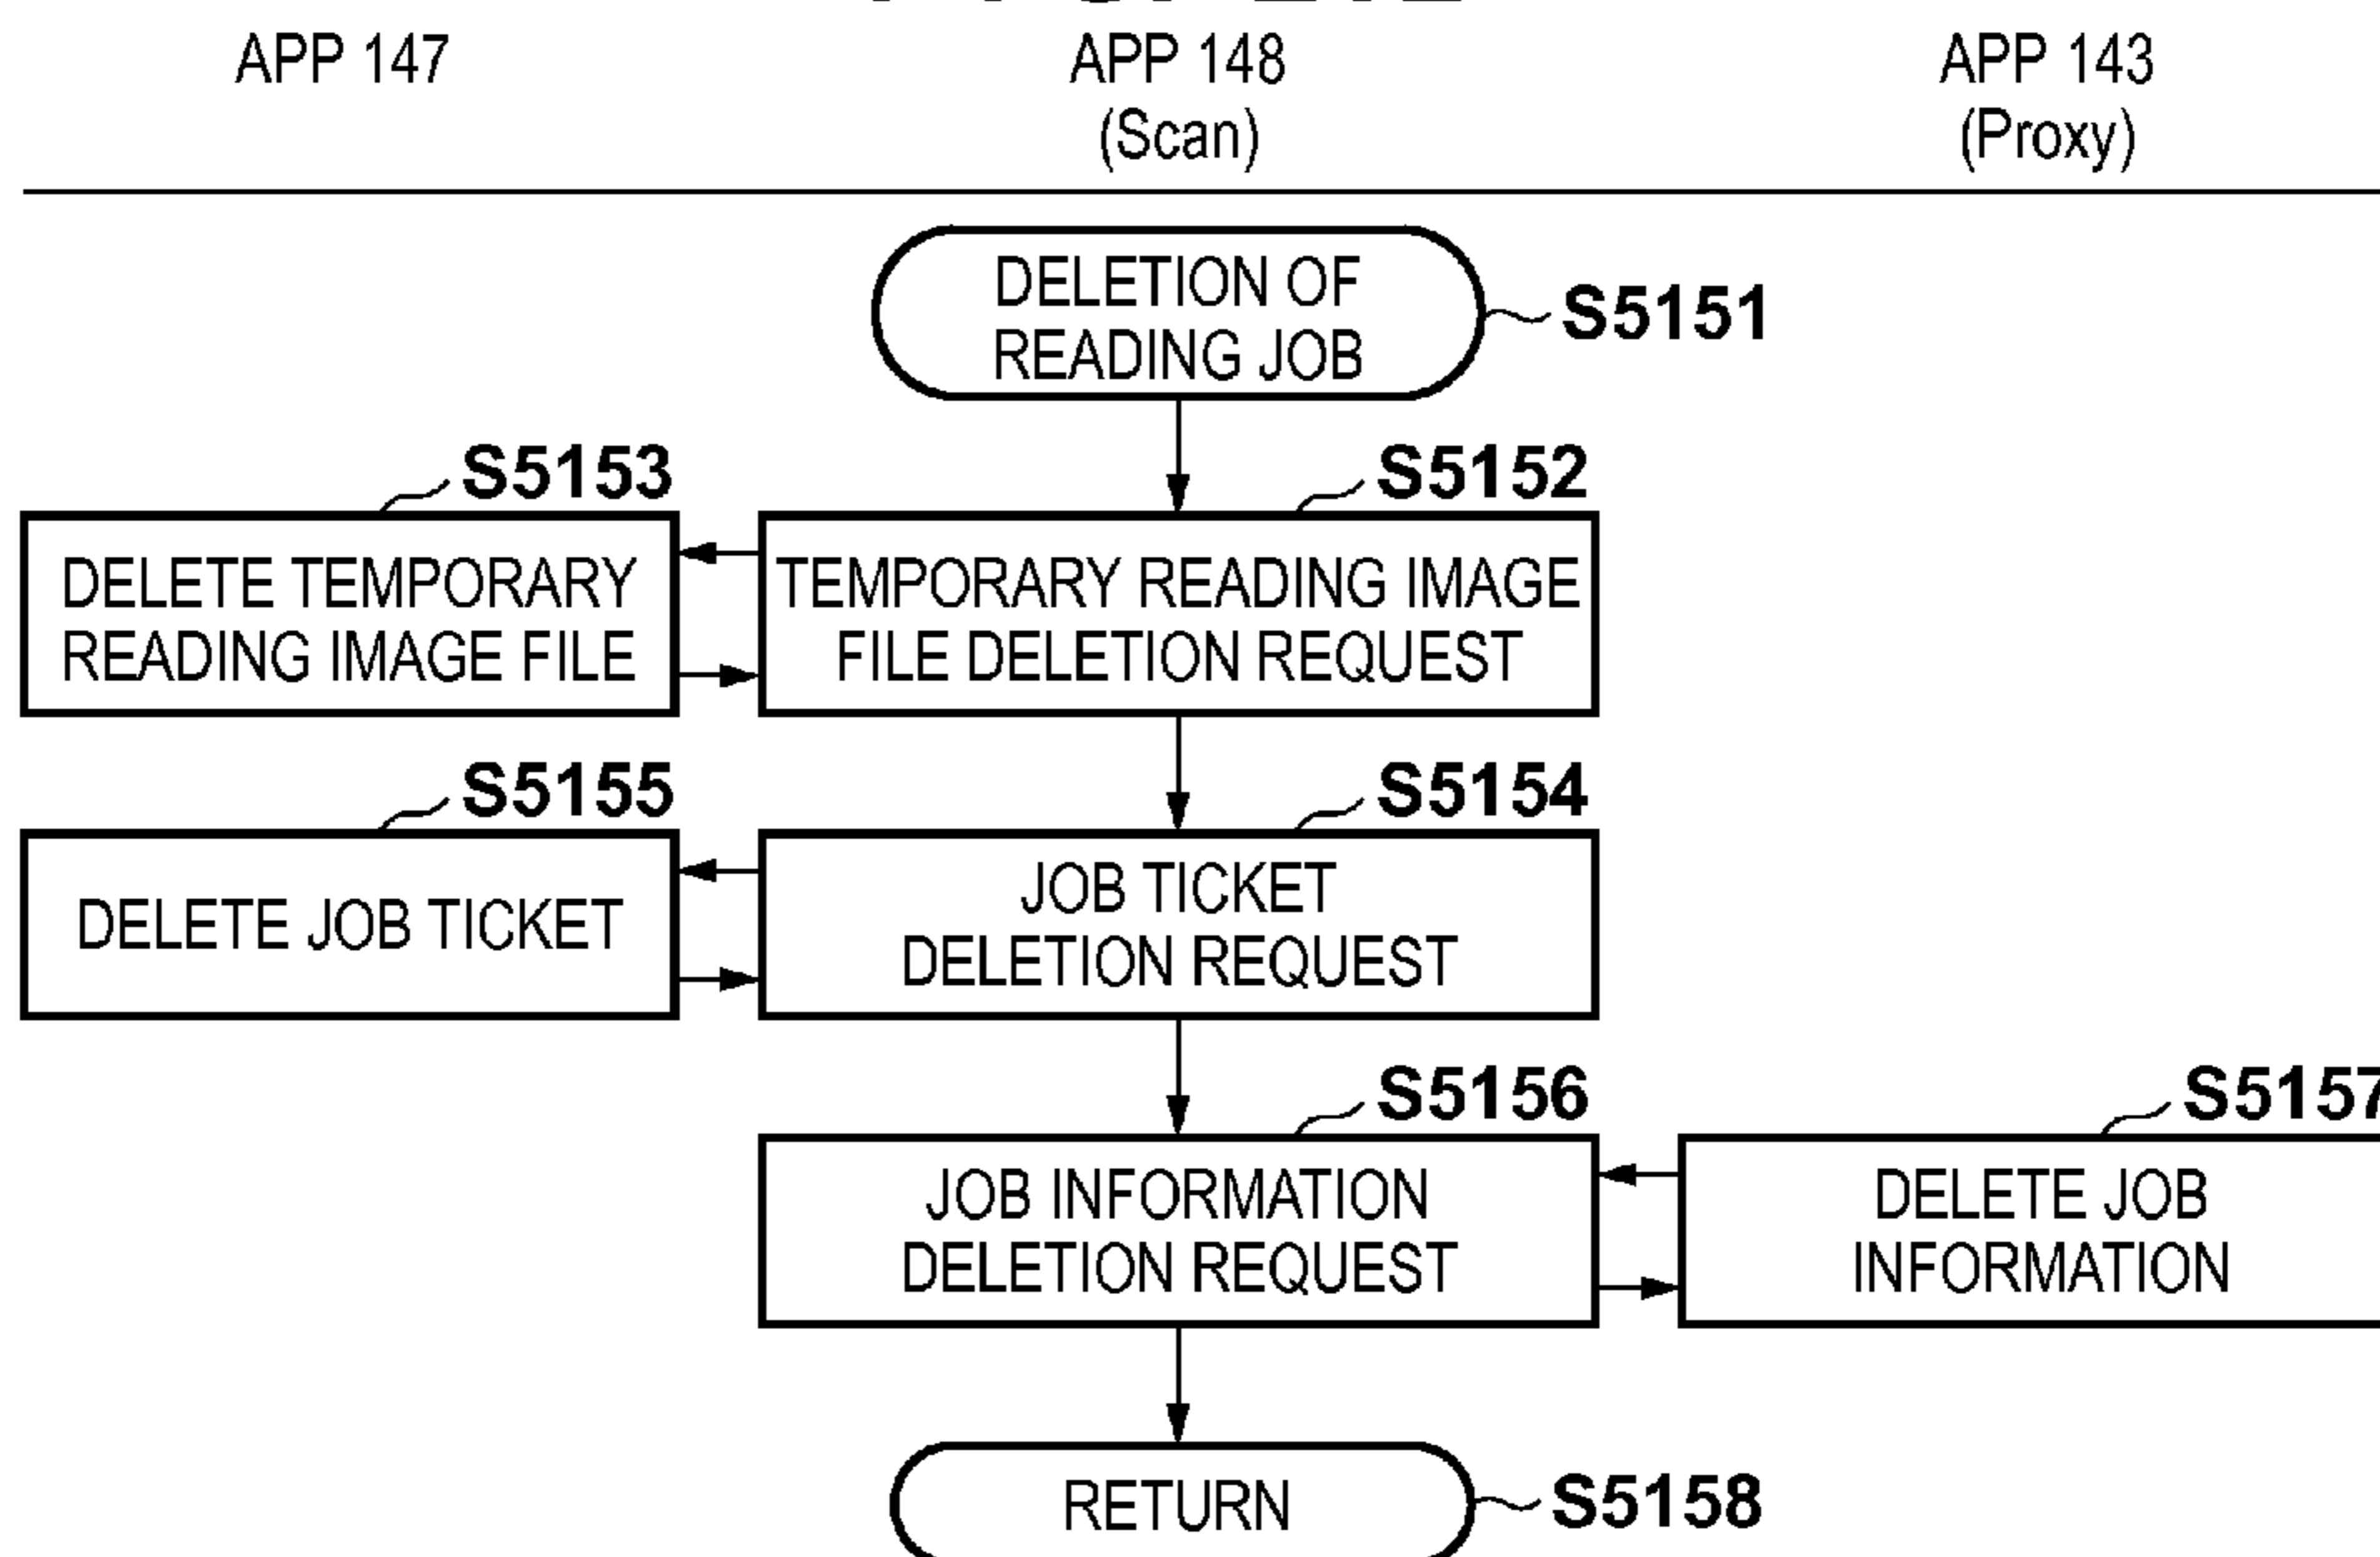 APP 147
APP 148
(Scan)
APP 143
(Proxy)
DELETION OF
READING JOB
S5151
S5153
S5152
DELETE TEMPORARY
READING IMAGE FILE
TEMPORARY READING IMAGE
FILE DELETION REQUEST
S5155
S5154
DELETE JOB TICKET
JOB TICKET
DELETION REQUEST
S5156
S5157
JOB INFORMATION
DELETION REQUEST
DELETE JOB
INFORMATION
RETURN
S5158